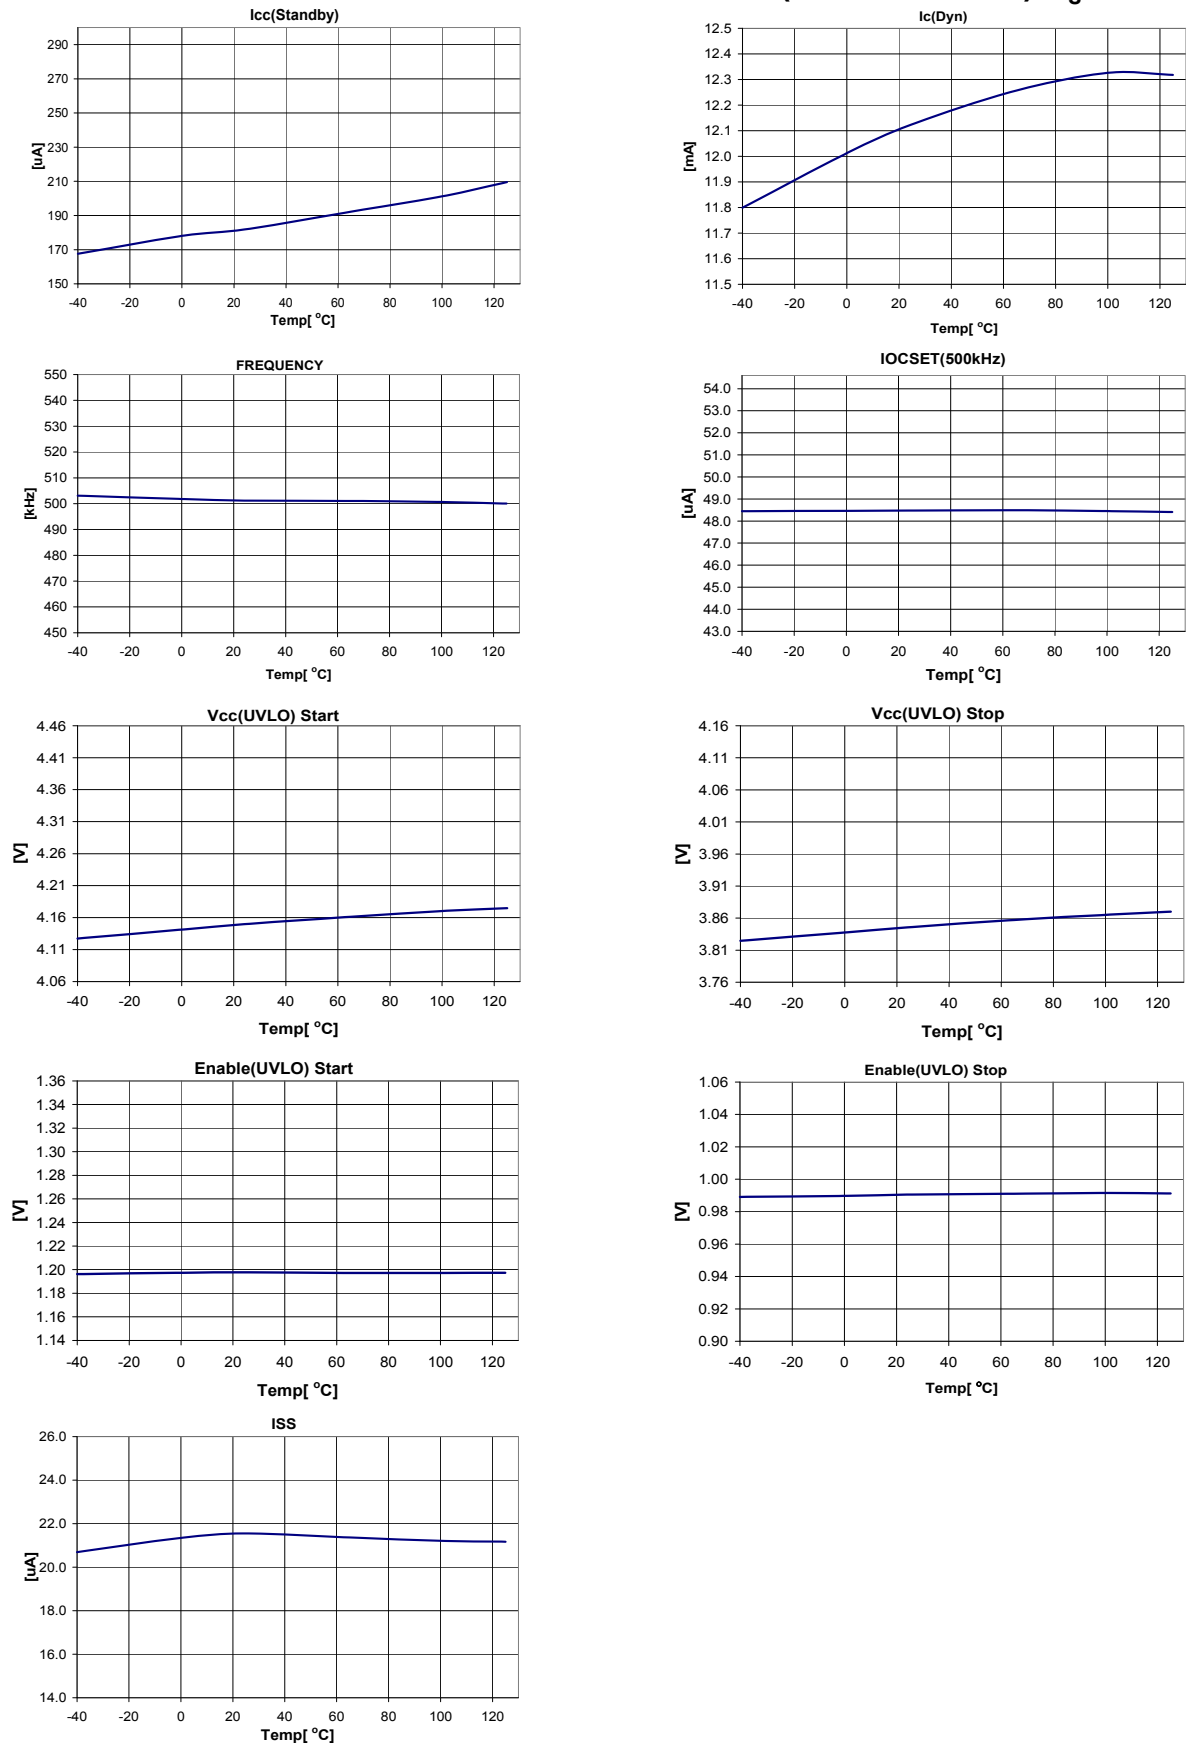 Icc(Standby)
290
270
250
230
210
190
170
150
[uA]
-40 -20 0 20 40 60 80 100 120
Temp[ °C]
Ic(Dyn)
12.5
12.4
12.3
12.2
12.1
12.0
11.9
11.8
11.7
11.6
11.5
[mA]
-40 -20 0 20 40 60 80 100 120
Temp[ °C]
FREQUENCY
550
540
530
520
510
500
490
480
470
460
450
[kHz]
-40 -20 0 20 40 60 80 100 120
Temp[ °C]
IOCSET(500kHz)
54.0
53.0
52.0
51.0
50.0
49.0
48.0
47.0
46.0
45.0
44.0
43.0
[uA]
-40 -20 0 20 40 60 80 100 120
Temp[ °C]
Vcc(UVLO) Start
4.46
4.41
4.36
4.31
4.26
4.21
4.16
4.11
4.06
[V]
-40 -20 0 20 40 60 80 100 120
Temp[ °C]
Vcc(UVLO) Stop
4.16
4.11
4.06
4.01
3.96
3.91
3.86
3.81
3.76
[V]
-40 -20 0 20 40 60 80 100 120
Temp[ °C]
Enable(UVLO) Start
1.36
1.34
1.32
1.30
1.28
1.26
1.24
1.22
1.20
1.18
1.16
1.14
[V]
-40 -20 0 20 40 60 80 100 120
Temp[ °C]
Enable(UVLO) Stop
1.06
1.04
1.02
1.00
0.98
0.96
0.94
0.92
0.90
[V]
-40 -20 0 20 40 60 80 100 120
Temp[ °C]
ISS
26.0
24.0
22.0
20.0
18.0
16.0
14.0
[uA]
-40 -20 0 20 40 60 80 100 120
Temp[ °C]